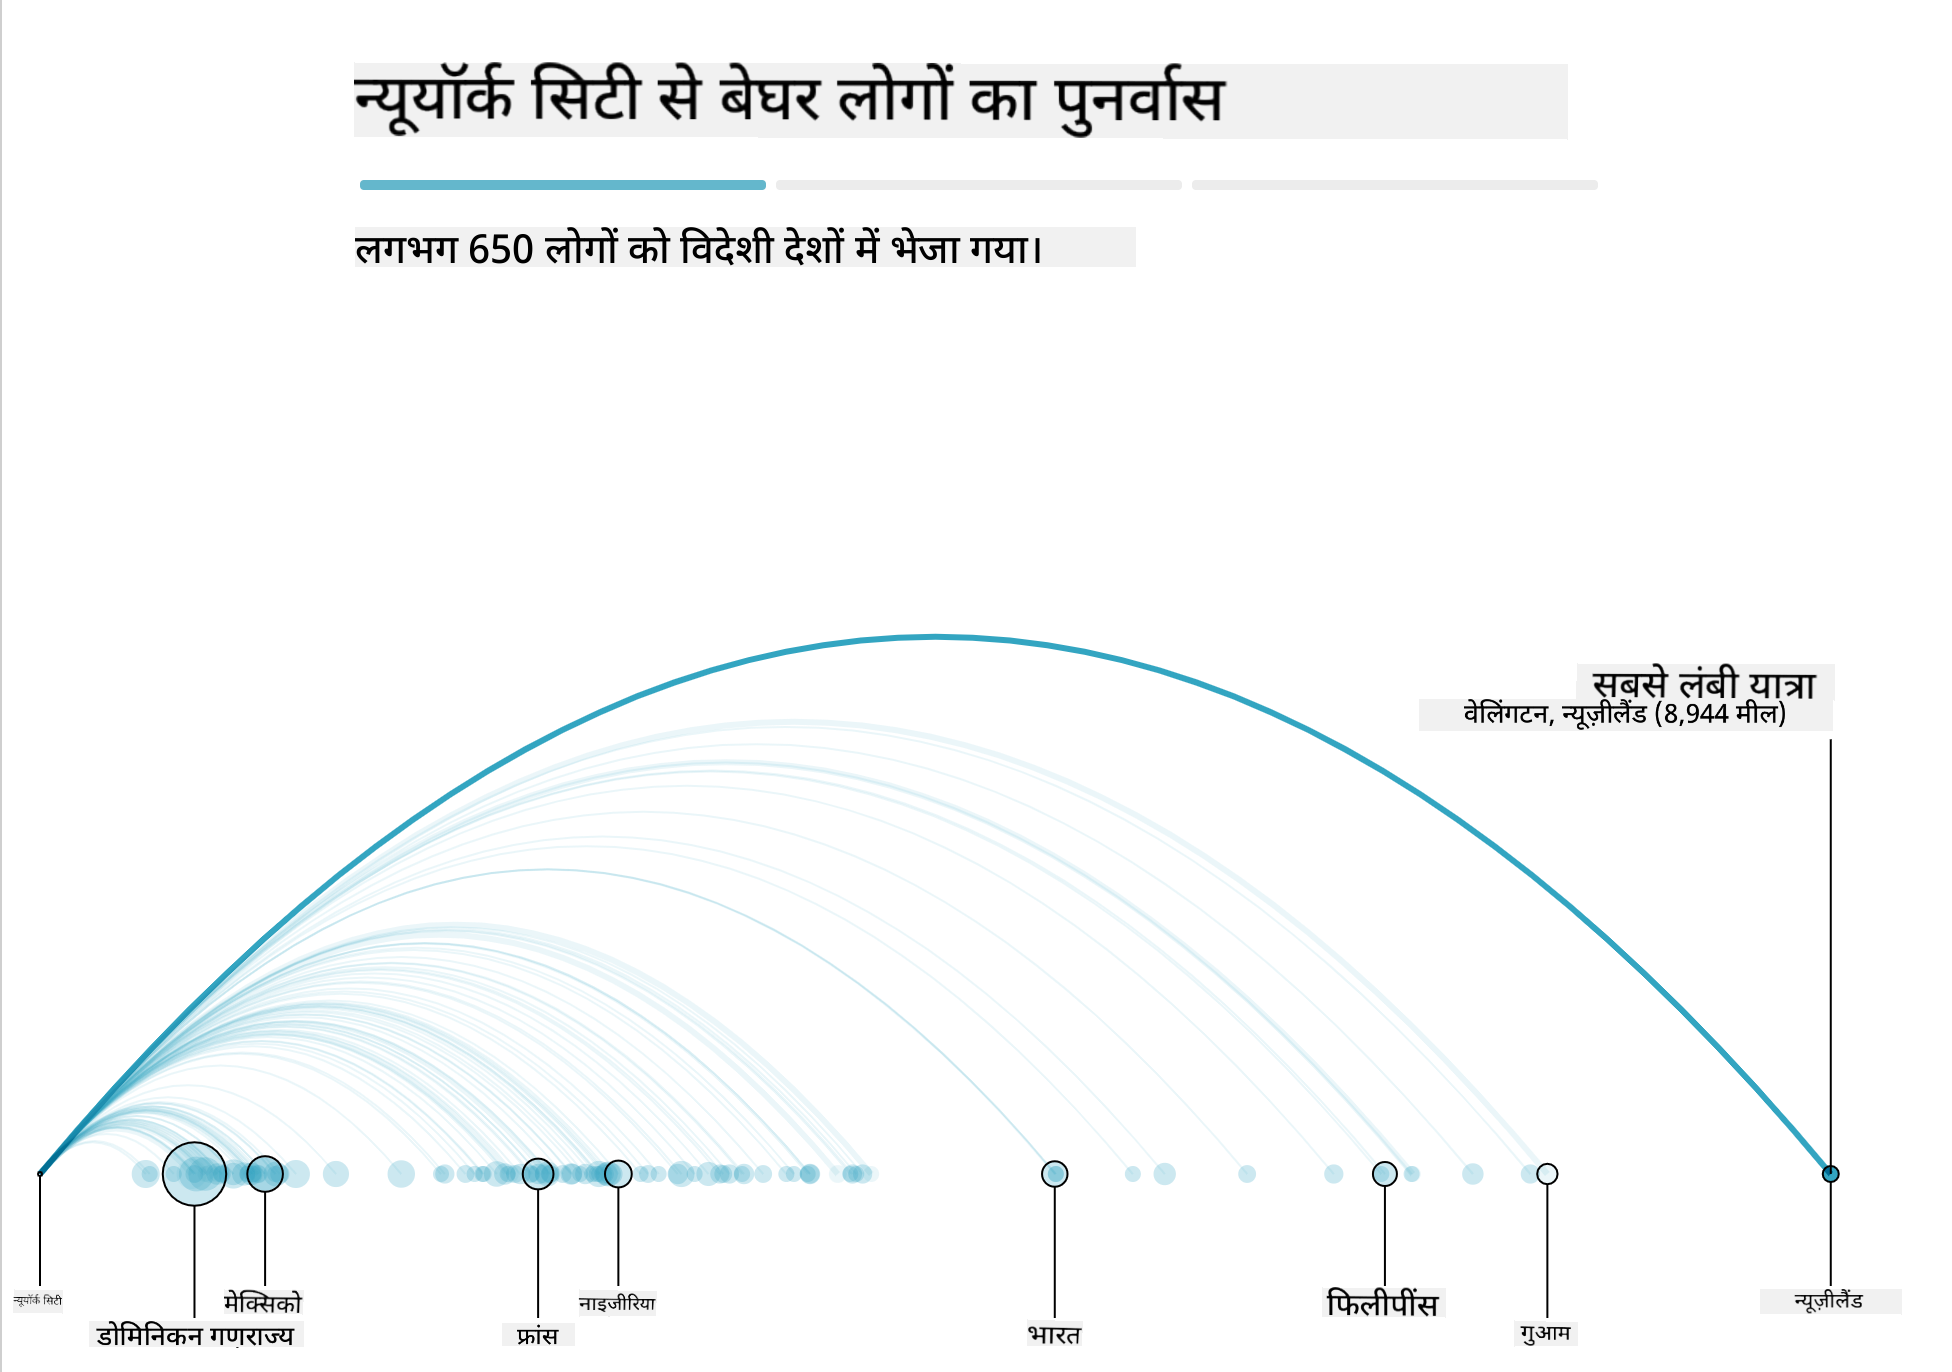 न्यूयॉर्क सिटी से बेघर लोगों का पुनर्वास
लगभग 650 लोगों को विदेशी देशों में भेजा गया।
सबसे लंबी यात्रा
वेलिंगटन, न्यूज़ीलैंड (8,944 मील)
न्यूयॉर्क सिटी
मेक्सिको
डोमिनिकन गणराज्य
नाइजीरिया
फ्रांस
भारत
फिलीपींस
गुआम
न्यूज़ीलैंड